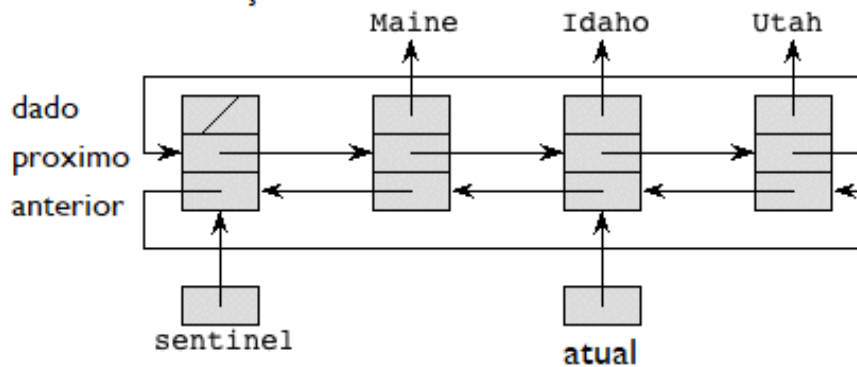 Maine Idaho Utah
dado
proximo
anterior
sentinel
atual